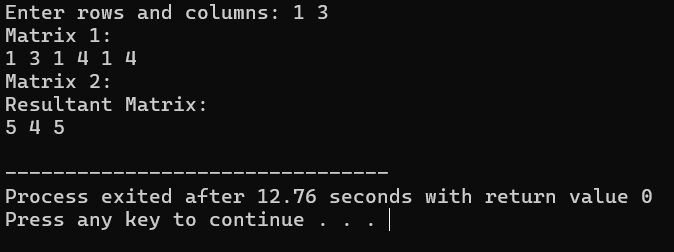 Enter rows and columns: 1 3
Matrix 1:
1 3 1 4 1 4
Matrix 2:
Resultant Matrix:
5 4 5
--------------------------------
Process exited after 12.76 seconds with return value 0
Press any key to continue . . .